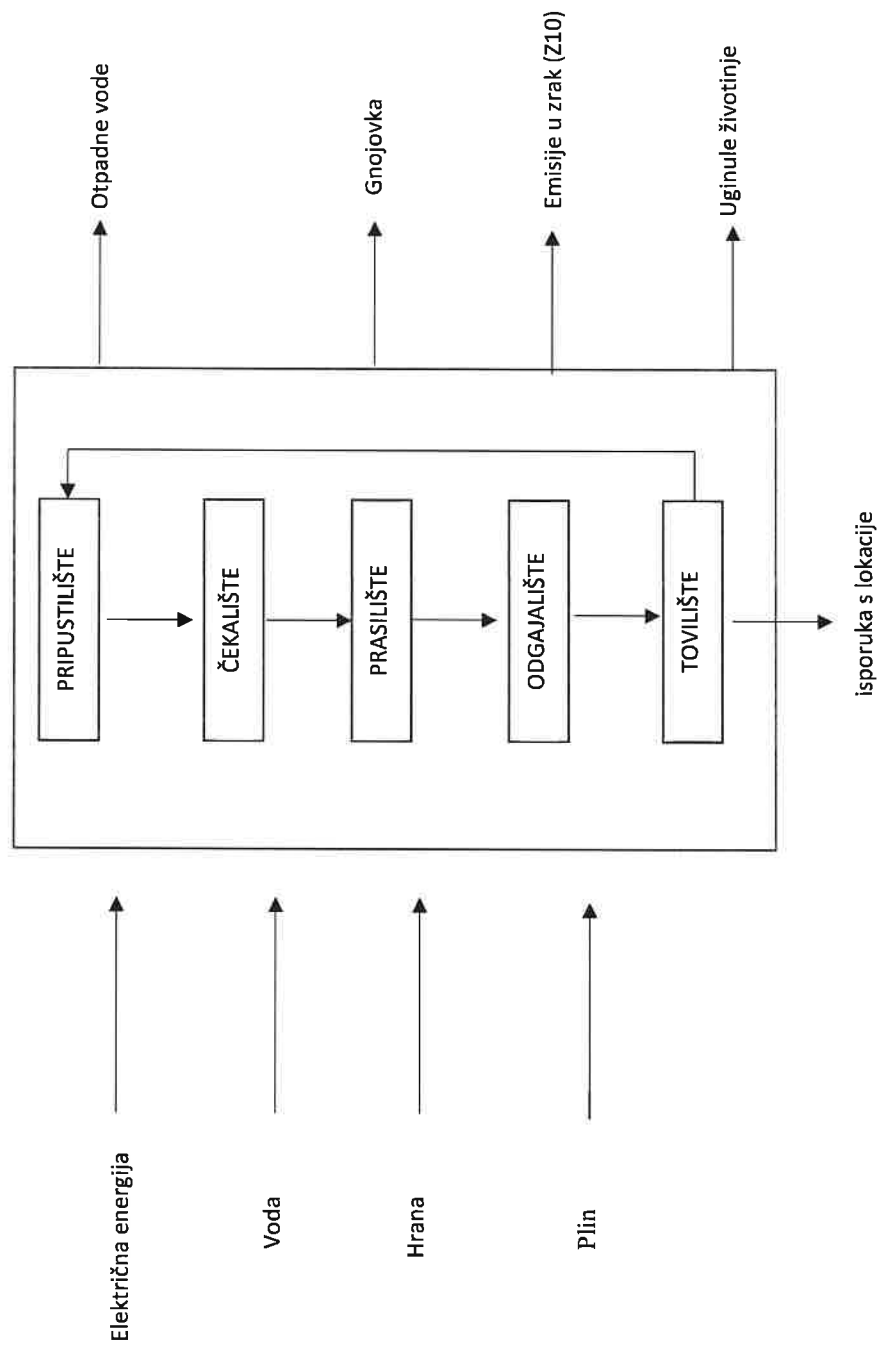 Električna energija
Voda
Hrana
Plin
PRIPUSTILIŠTE
ČEKALIŠTE
PRASILIŠTE
ODGAJALIŠTE
TOVILIŠTE
isporuka s lokacije
Otpadne vode
Gnojovka
Emisije u zrak (Z10)
Uginule životinje